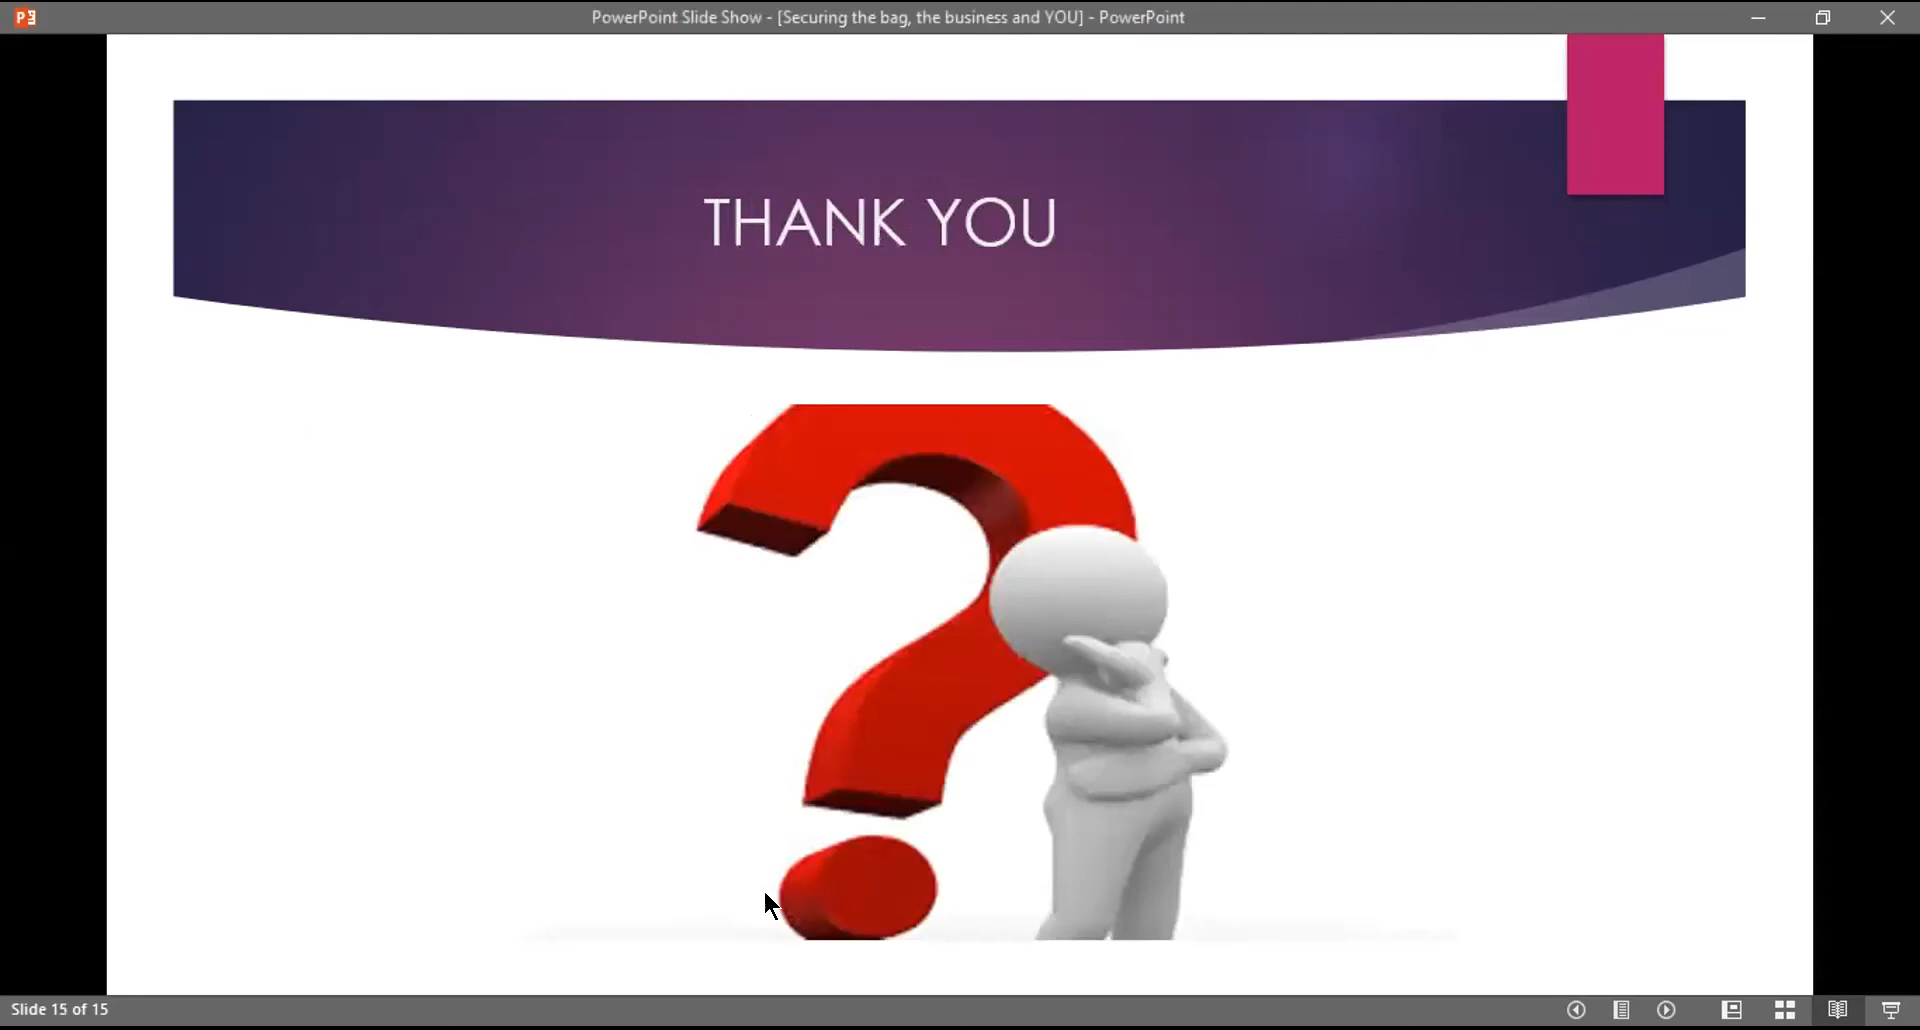 PowerPoint Slide Show - [Securing the bag, the business and YOU] - PowerPoint
THANK YOU
Slide 15 of 15